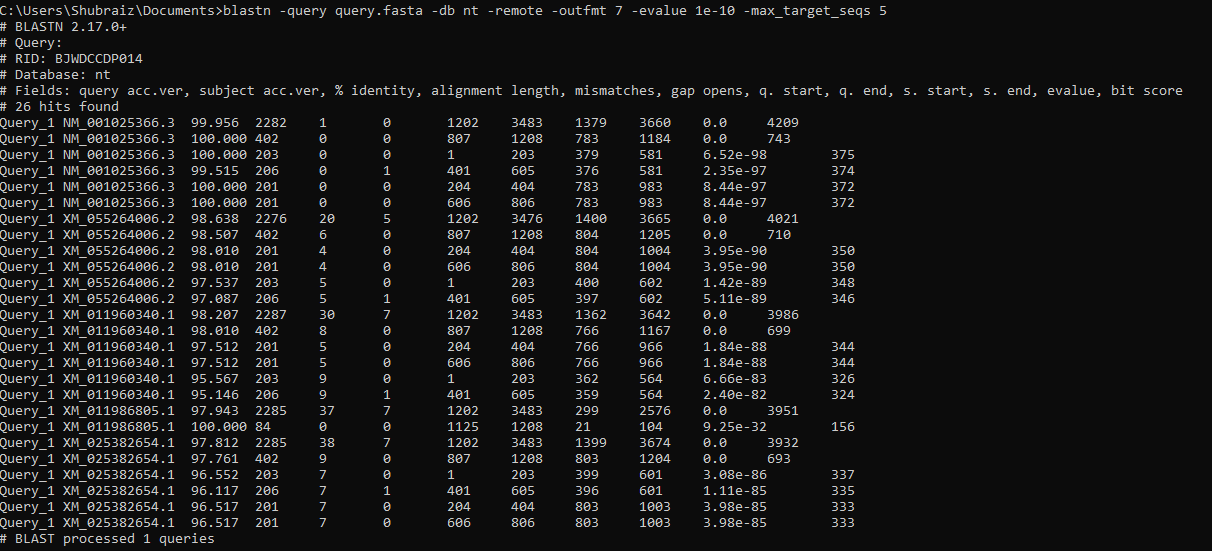 C:\Users\Shubraiz\Documents>blastn -query query.fasta -db nt -remote -outfmt 7 -evalue 1e-10 -max_target_seqs 5
# BLASTN 2.17.0+
# Query:
# RID: BJWDCCDP014
# Database: nt
# Fields: query acc.ver, subject acc.ver, % identity, alignment length, mismatches, gap opens, q. start, q. end, s. start, s. end, evalue, bit score
# 26 hits found
Query_1 NM_001025366.3 99.956 2282 1 0 1202 3483 1379 3660 0.0 4209
Query_1 NM_001025366.3 100.000 402 0 0 807 1208 783 1184 0.0 743
Query_1 NM_001025366.3 100.000 203 0 0 1 203 379 581 6.52e-98 375
Query_1 NM_001025366.3 99.515 206 0 1 401 605 376 581 2.35e-97 374
Query_1 NM_001025366.3 100.000 201 0 0 204 404 783 983 8.44e-97 372
Query_1 NM_001025366.3 100.000 201 0 0 606 806 783 983 8.44e-97 372
Query_1 XM_055264006.2 98.638 2276 20 5 1202 3476 1400 3665 0.0 4021
Query_1 XM_055264006.2 98.507 402 6 0 807 1208 804 1205 0.0 710
Query_1 XM_055264006.2 98.010 201 4 0 204 404 804 1004 3.95e-90 350
Query_1 XM_055264006.2 98.010 201 4 0 606 806 804 1004 3.95e-90 350
Query_1 XM_055264006.2 97.537 203 5 0 1 203 400 602 1.42e-89 348
Query_1 XM_055264006.2 97.087 206 5 1 401 605 397 602 5.11e-89 346
Query_1 XM_011960340.1 98.207 2287 30 7 1202 3483 1362 3642 0.0 3986
Query_1 XM_011960340.1 98.010 402 8 0 807 1208 766 1167 0.0 699
Query_1 XM_011960340.1 97.512 201 5 0 204 404 766 966 1.84e-88 344
Query_1 XM_011960340.1 97.512 201 5 0 606 806 766 966 1.84e-88 344
Query_1 XM_011960340.1 95.567 203 9 0 1 203 362 564 6.66e-83 326
Query_1 XM_011960340.1 95.146 206 9 1 401 605 359 564 2.40e-82 324
Query_1 XM_011986805.1 97.943 2285 37 7 1202 3483 299 2576 0.0 3951
Query_1 XM_011986805.1 100.000 84 0 0 1125 1208 21 104 9.25e-32 156
Query_1 XM_025382654.1 97.812 2285 38 7 1202 3483 1399 3674 0.0 3932
Query_1 XM_025382654.1 97.761 402 9 0 807 1208 803 1204 0.0 693
Query_1 XM_025382654.1 96.552 203 7 0 1 203 399 601 3.08e-86 337
Query_1 XM_025382654.1 96.117 206 7 1 401 605 396 601 1.11e-85 335
Query_1 XM_025382654.1 96.517 201 7 0 204 404 803 1003 3.98e-85 333
Query_1 XM_025382654.1 96.517 201 7 0 606 806 803 1003 3.98e-85 333
# BLAST processed 1 queries